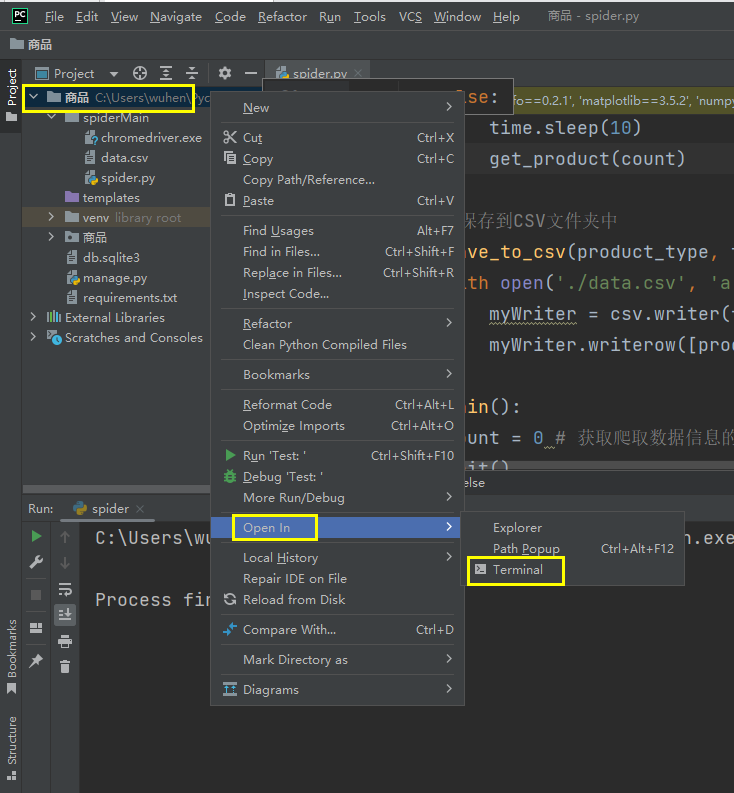 PC File Edit View Navigate Code Refactor Run Tools VCS Window Help 商品 - spider.py
商品
Project
Project
spider.py
商品 C:\Users\wuhen\Pyc
spiderMain
chromedriver.exe
data.csv
spider.py
templates
venv library root
商品
db.sqlite3
manage.py
requirements.txt
External Libraries
Scratches and Consoles
New
Cut Ctrl+X
Copy Ctrl+C
Copy Path/Reference...
Paste Ctrl+V
Find Usages Alt+F7
Find in Files... Ctrl+Shift+F
Replace in Files... Ctrl+Shift+R
Inspect Code...
Refactor
Clean Python Compiled Files
Bookmarks
Reformat Code Ctrl+Alt+L
Optimize Imports Ctrl+Alt+O
Run 'Test: ' Ctrl+Shift+F10
Debug 'Test: '
More Run/Debug
Open In
Local History
Repair IDE on File
Reload from Disk
Compare With... Ctrl+D
Mark Directory as
Diagrams
Explorer
Path Popup Ctrl+Alt+F12
Terminal
else:
fo==0.2.1', 'matplotlib==3.5.2', 'nump
time.sleep(10)
get_product(count)
保存到CSV文件夹中
ve_to_csv(product_type,
th open('./data.csv', 'a
myWriter = csv.writer(
myWriter.writerow([prod
in():
unt = 0 # 获取爬取数据信息的
it()
else
Run: spider
C:\Users\wu
n.exe
Process fin
Bookmarks
Structure